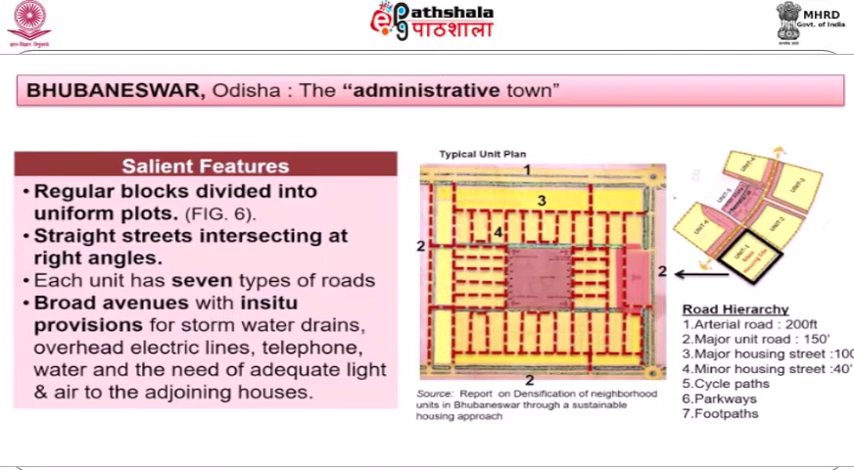 ePathshala
पाठशाला
MHRD
Govt. of India
BHUBANESWAR, Odisha : The “administrative town”
Salient Features
• Regular blocks divided into
uniform plots. (FIG. 6).
• Straight streets intersecting at
right angles.
• Each unit has seven types of roads
• Broad avenues with insitu
provisions for storm water drains,
overhead electric lines, telephone,
water and the need of adequate light
& air to the adjoining houses.
Typical Unit Plan
1
3
4
2
2
2
Source: Report on Densification of neighborhood
units in Bhubaneswar through a sustainable
housing approach
Road Hierarchy
1.Arterial road : 200ft
2.Major unit road : 150'
3.Major housing street :100
4.Minor housing street :40'
5.Cycle paths
6.Parkways
7.Footpaths